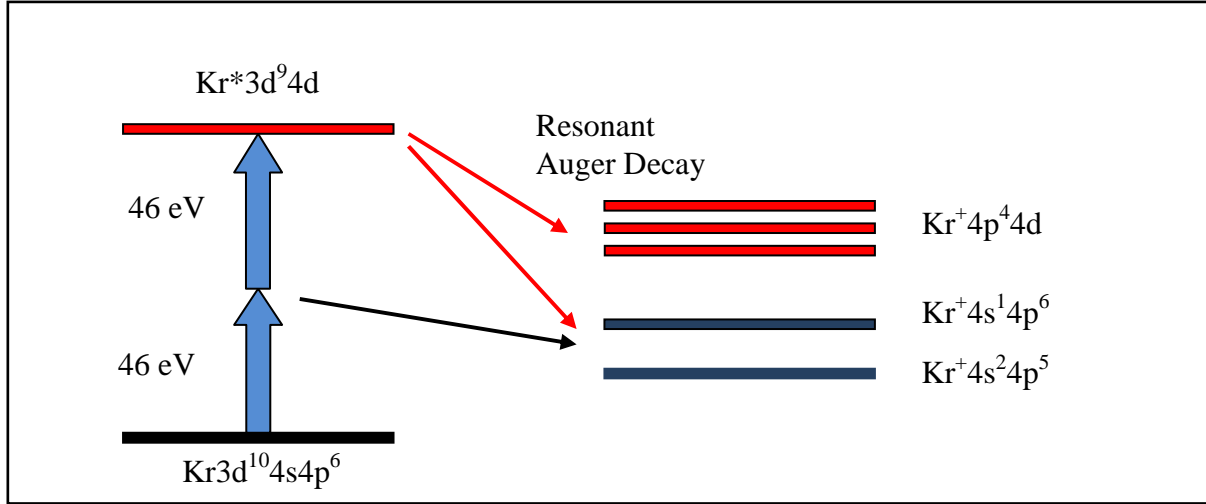 Kr*3d⁹4d
Resonant
Auger Decay
46 eV
Kr⁺4p⁴4d
Kr⁺4s¹4p⁶
46 eV
Kr⁺4s²4p⁵
Kr3d¹⁰4s4p⁶